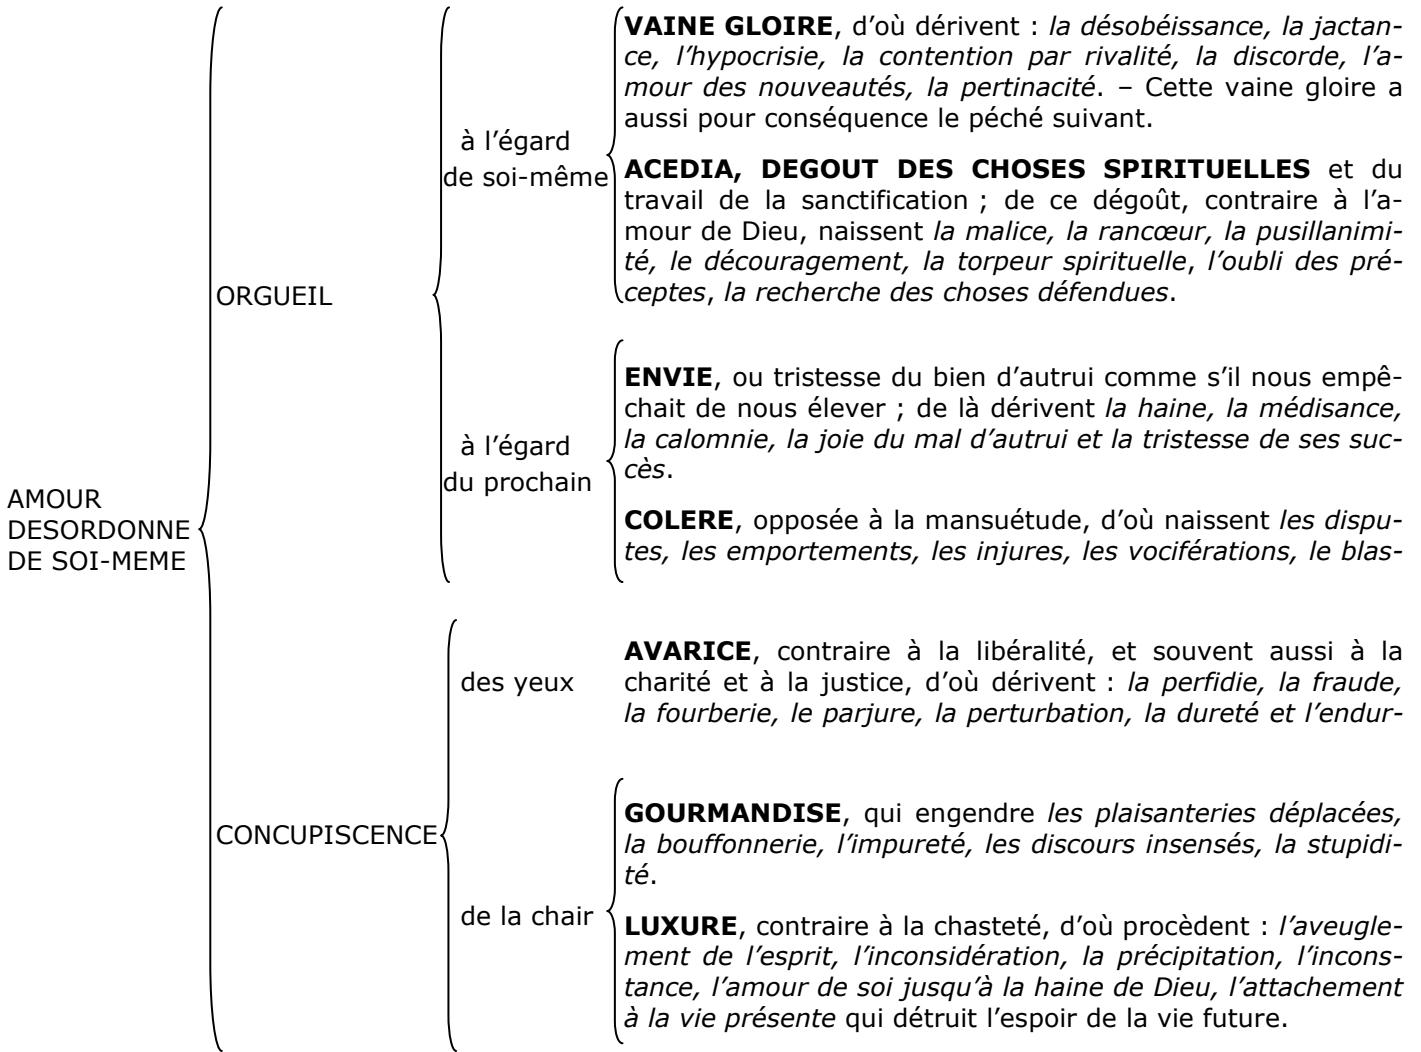 VAINE GLOIRE, d’où dérivent : la désobéissance, la jactan-
ce, l’hypocrisie, la contention par rivalité, la discorde, l’a-
mour des nouveautés, la pertinacité. – Cette vaine gloire a
aussi pour conséquence le péché suivant.
à l’égard
de soi-même
ACEDIA, DEGOUT DES CHOSES SPIRITUELLES et du
travail de la sanctification ; de ce dégoût, contraire à l’a-
mour de Dieu, naissent la malice, la rancœur, la pusillanimi-
té, le découragement, la torpeur spirituelle, l’oubli des pré-
ceptes, la recherche des choses défendues.
ORGUEIL
ENVIE, ou tristesse du bien d’autrui comme s’il nous empê-
chait de nous élever ; de là dérivent la haine, la médisance,
la calomnie, la joie du mal d’autrui et la tristesse de ses suc-
cès.
à l’égard
du prochain
COLERE, opposée à la mansuétude, d’où naissent les dispu-
tes, les emportements, les injures, les vociférations, le blas-
AMOUR
DESORDONNE
DE SOI-MEME
des yeux
AVARICE, contraire à la libéralité, et souvent aussi à la
charité et à la justice, d’où dérivent : la perfidie, la fraude,
la fourberie, le parjure, la perturbation, la dureté et l’endur-
CONCUPISCENCE
GOURMANDISE, qui engendre les plaisanteries déplacées,
la bouffonnerie, l’impureté, les discours insensés, la stupidi-
té.
de la chair
LUXURE, contraire à la chasteté, d’où procèdent : l’aveugle-
ment de l’esprit, l’inconsidération, la précipitation, l’incons-
tance, l’amour de soi jusqu’à la haine de Dieu, l’attachement
à la vie présente qui détruit l’espoir de la vie future.